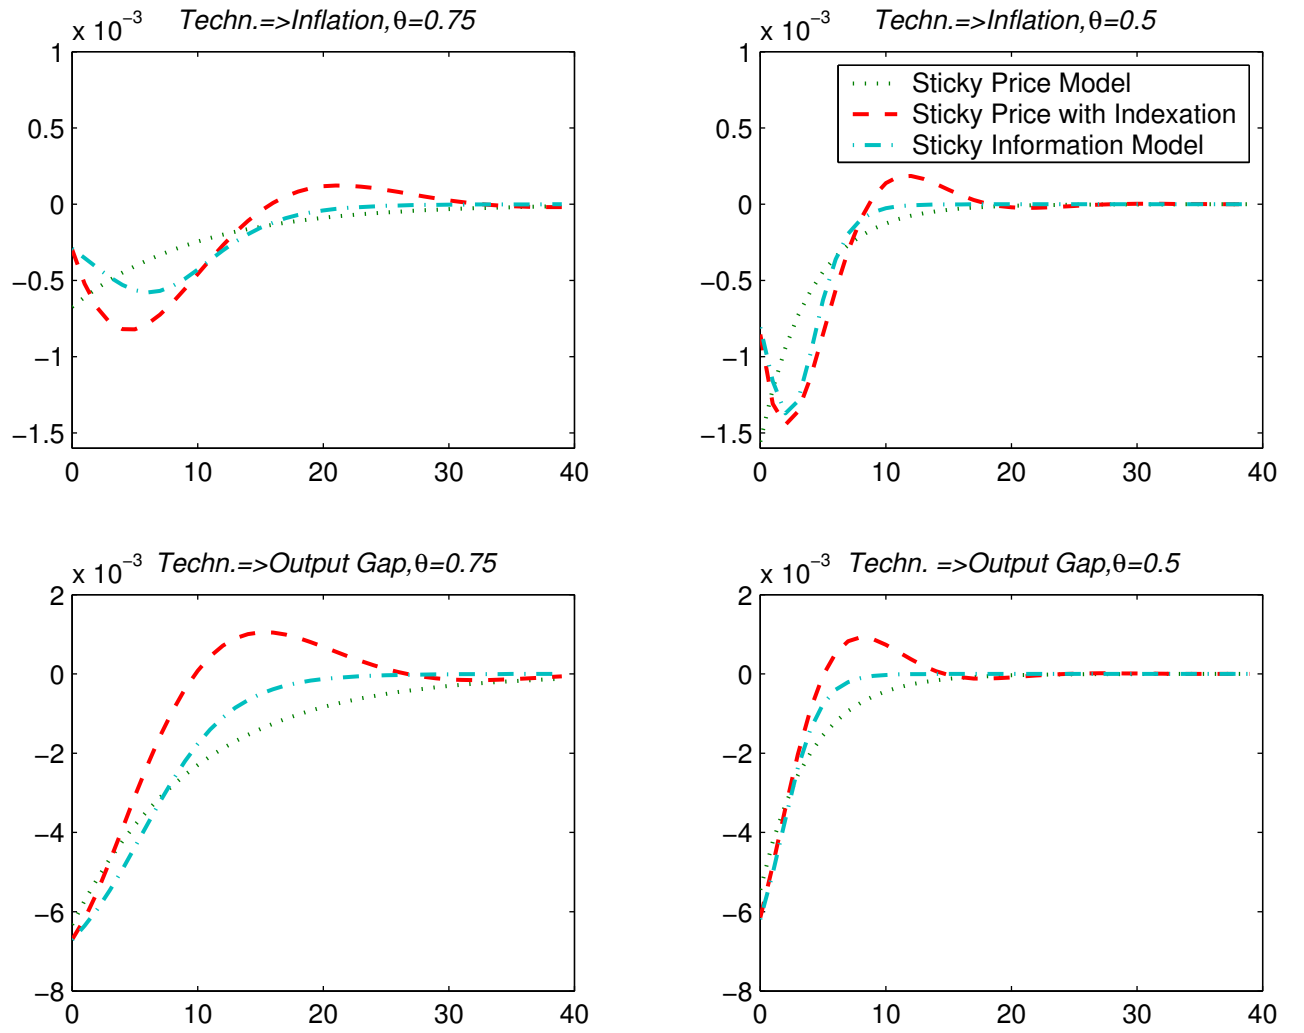 x 10⁻³ Techn.=>Inflation,θ=0.75
1
0.5
0
−0.5
−1
−1.5
0 10 20 30 40
x 10⁻³ Techn.=>Inflation,θ=0.5
1
0.5
0
−0.5
−1
−1.5
0 10 20 30 40
Sticky Price Model
Sticky Price with Indexation
Sticky Information Model
x 10⁻³ Techn.=>Output Gap,θ=0.75
2
0
−2
−4
−6
−8
0 10 20 30 40
x 10⁻³ Techn. =>Output Gap,θ=0.5
2
0
−2
−4
−6
−8
0 10 20 30 40